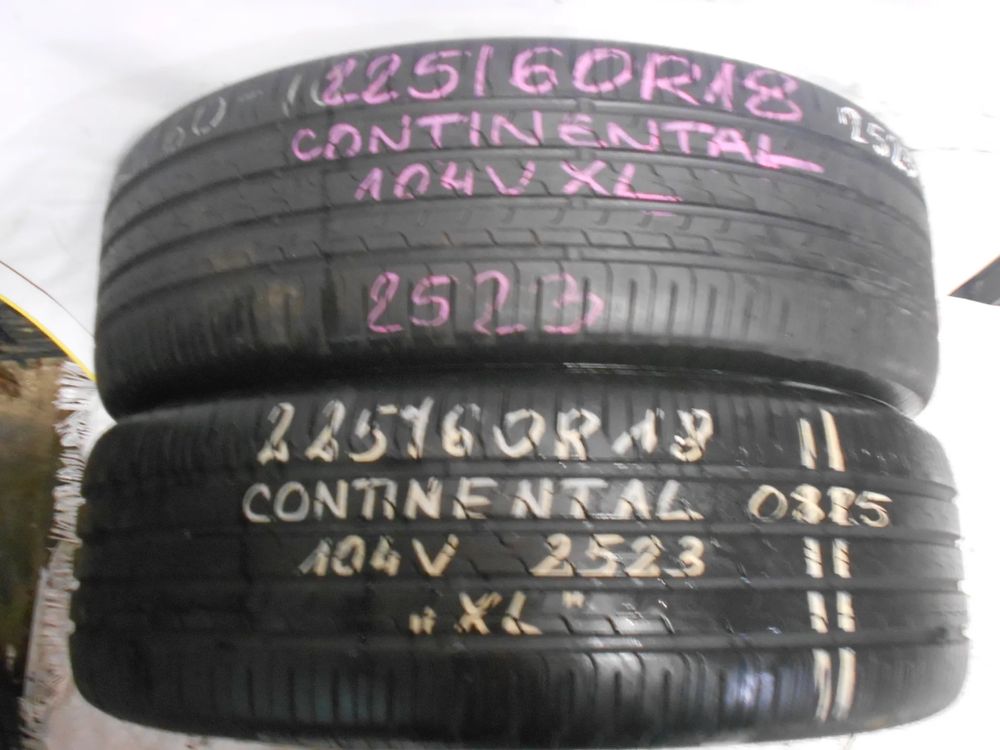 225/60R18
CONTINENTAL
104V XL
2523
225/60R18
CONTINENTAL 0325
104V 2523
„XL"